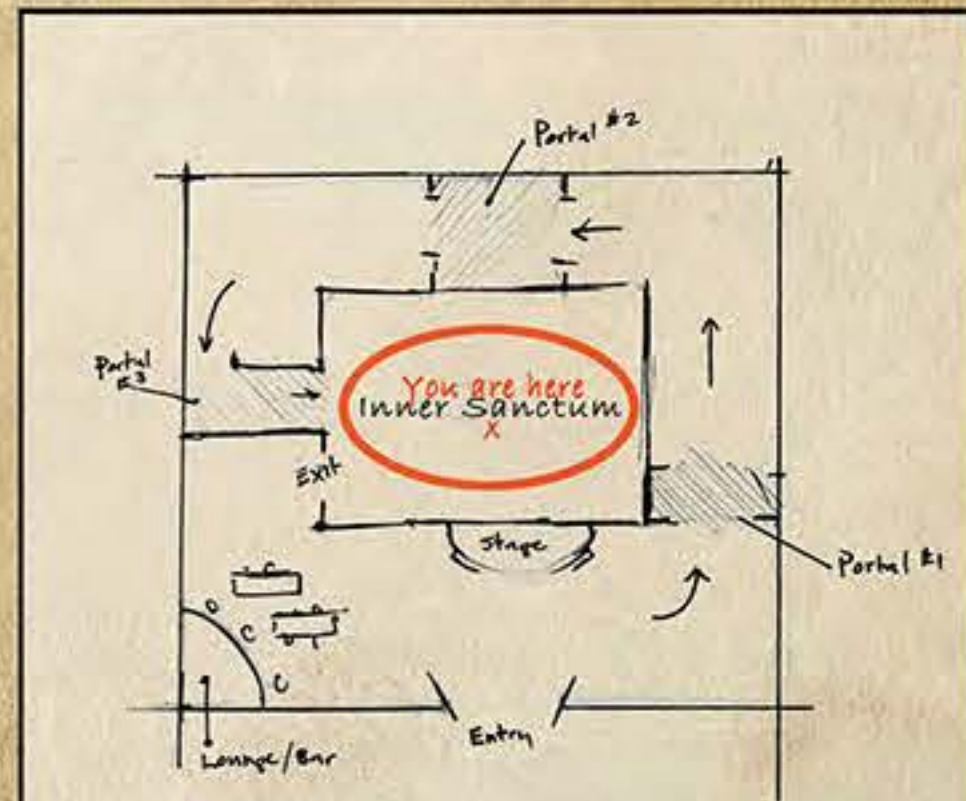 Portal #2
Portal
#3
You are here
Inner Sanctum
x
Exit
Stage
Portal #1
Entry
Lounge/Bar